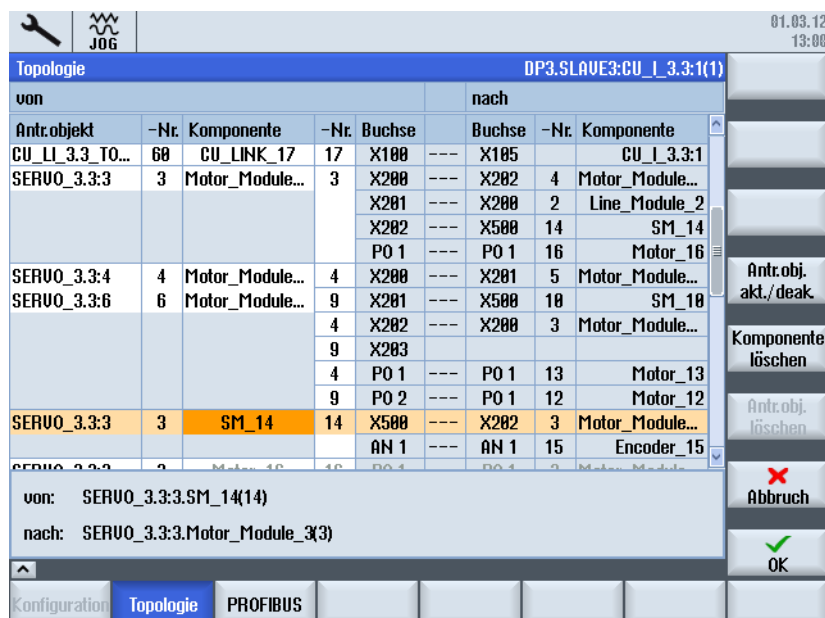 01.03.12
JOG 13:00
Topologie DP3.SLAVE3:CU_I_3.3:1(1)
von nach
Antr.objekt -Nr. Komponente -Nr. Buchse Buchse -Nr. Komponente
CU_LI_3.3_TO... 60 CU_LINK_17 17 X100 --- X105 CU_I_3.3:1
SERVO_3.3:3 3 Motor_Module... 3 X200 --- X202 4 Motor_Module...
X201 --- X200 2 Line_Module_2
X202 --- X500 14 SM_14
PO 1 --- PO 1 16 Motor_16
SERVO_3.3:4 4 Motor_Module... 4 X200 --- X201 5 Motor_Module...
SERVO_3.3:6 6 Motor_Module... 9 X201 --- X500 10 SM_10
4 X202 --- X200 3 Motor_Module...
9 X203
4 PO 1 --- PO 1 13 Motor_13
9 PO 2 --- PO 1 12 Motor_12
SERVO_3.3:3 3 SM_14 14 X500 --- X202 3 Motor_Module...
AN 1 --- AN 1 15 Encoder_15
von: SERVO_3.3:3.SM_14(14)
nach: SERVO_3.3:3.Motor_Module_3(3)
Antr.obj.
akt./deak.
Komponente
löschen
Antr.obj.
löschen
Abbruch
OK
Konfiguration Topologie PROFIBUS